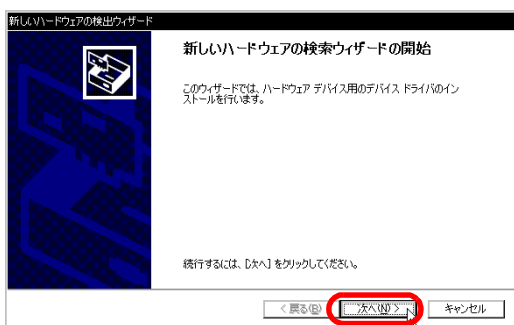 新しいハードウェアの検出ウィザード
新しいハードウェアの検索ウィザードの開始
このウィザードでは、ハードウェア デバイス用のデバイス ドライバのイン
ストールを行います。
続行するには、[次へ] をクリックしてください。
< 戻る(B) 次へ(N) > キャンセル